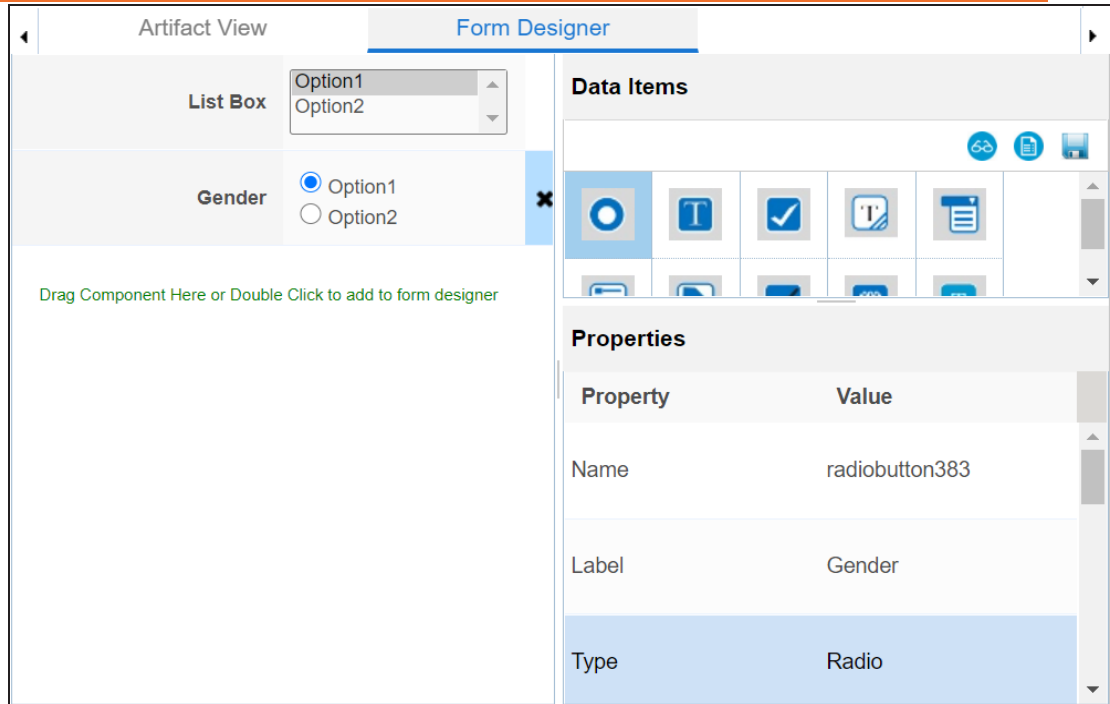 Artifact View
Form Designer
List Box
Option1
Option2
Gender
Option1
Option2
Drag Component Here or Double Click to add to form designer
Data Items
T
T
Properties
Property Value
Name radiobutton383
Label Gender
Type Radio